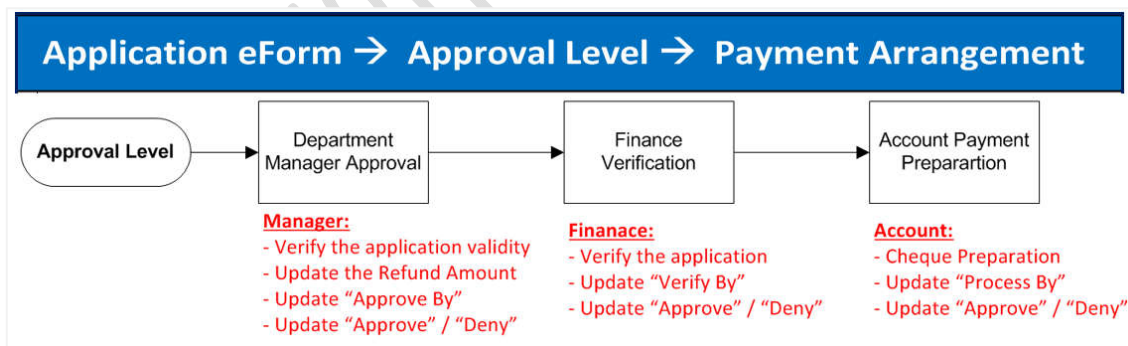 Application eForm → Approval Level → Payment Arrangement
Approval Level
Department
Manager Approval
Finance
Verification
Account Payment
Preparartion
Manager:
- Verify the application validity
- Update the Refund Amount
- Update “Approve By”
- Update “Approve” / “Deny”
Finanace:
- Verify the application
- Update “Verify By”
- Update “Approve” / “Deny”
Account:
- Cheque Preparation
- Update “Process By”
- Update “Approve” / “Deny”